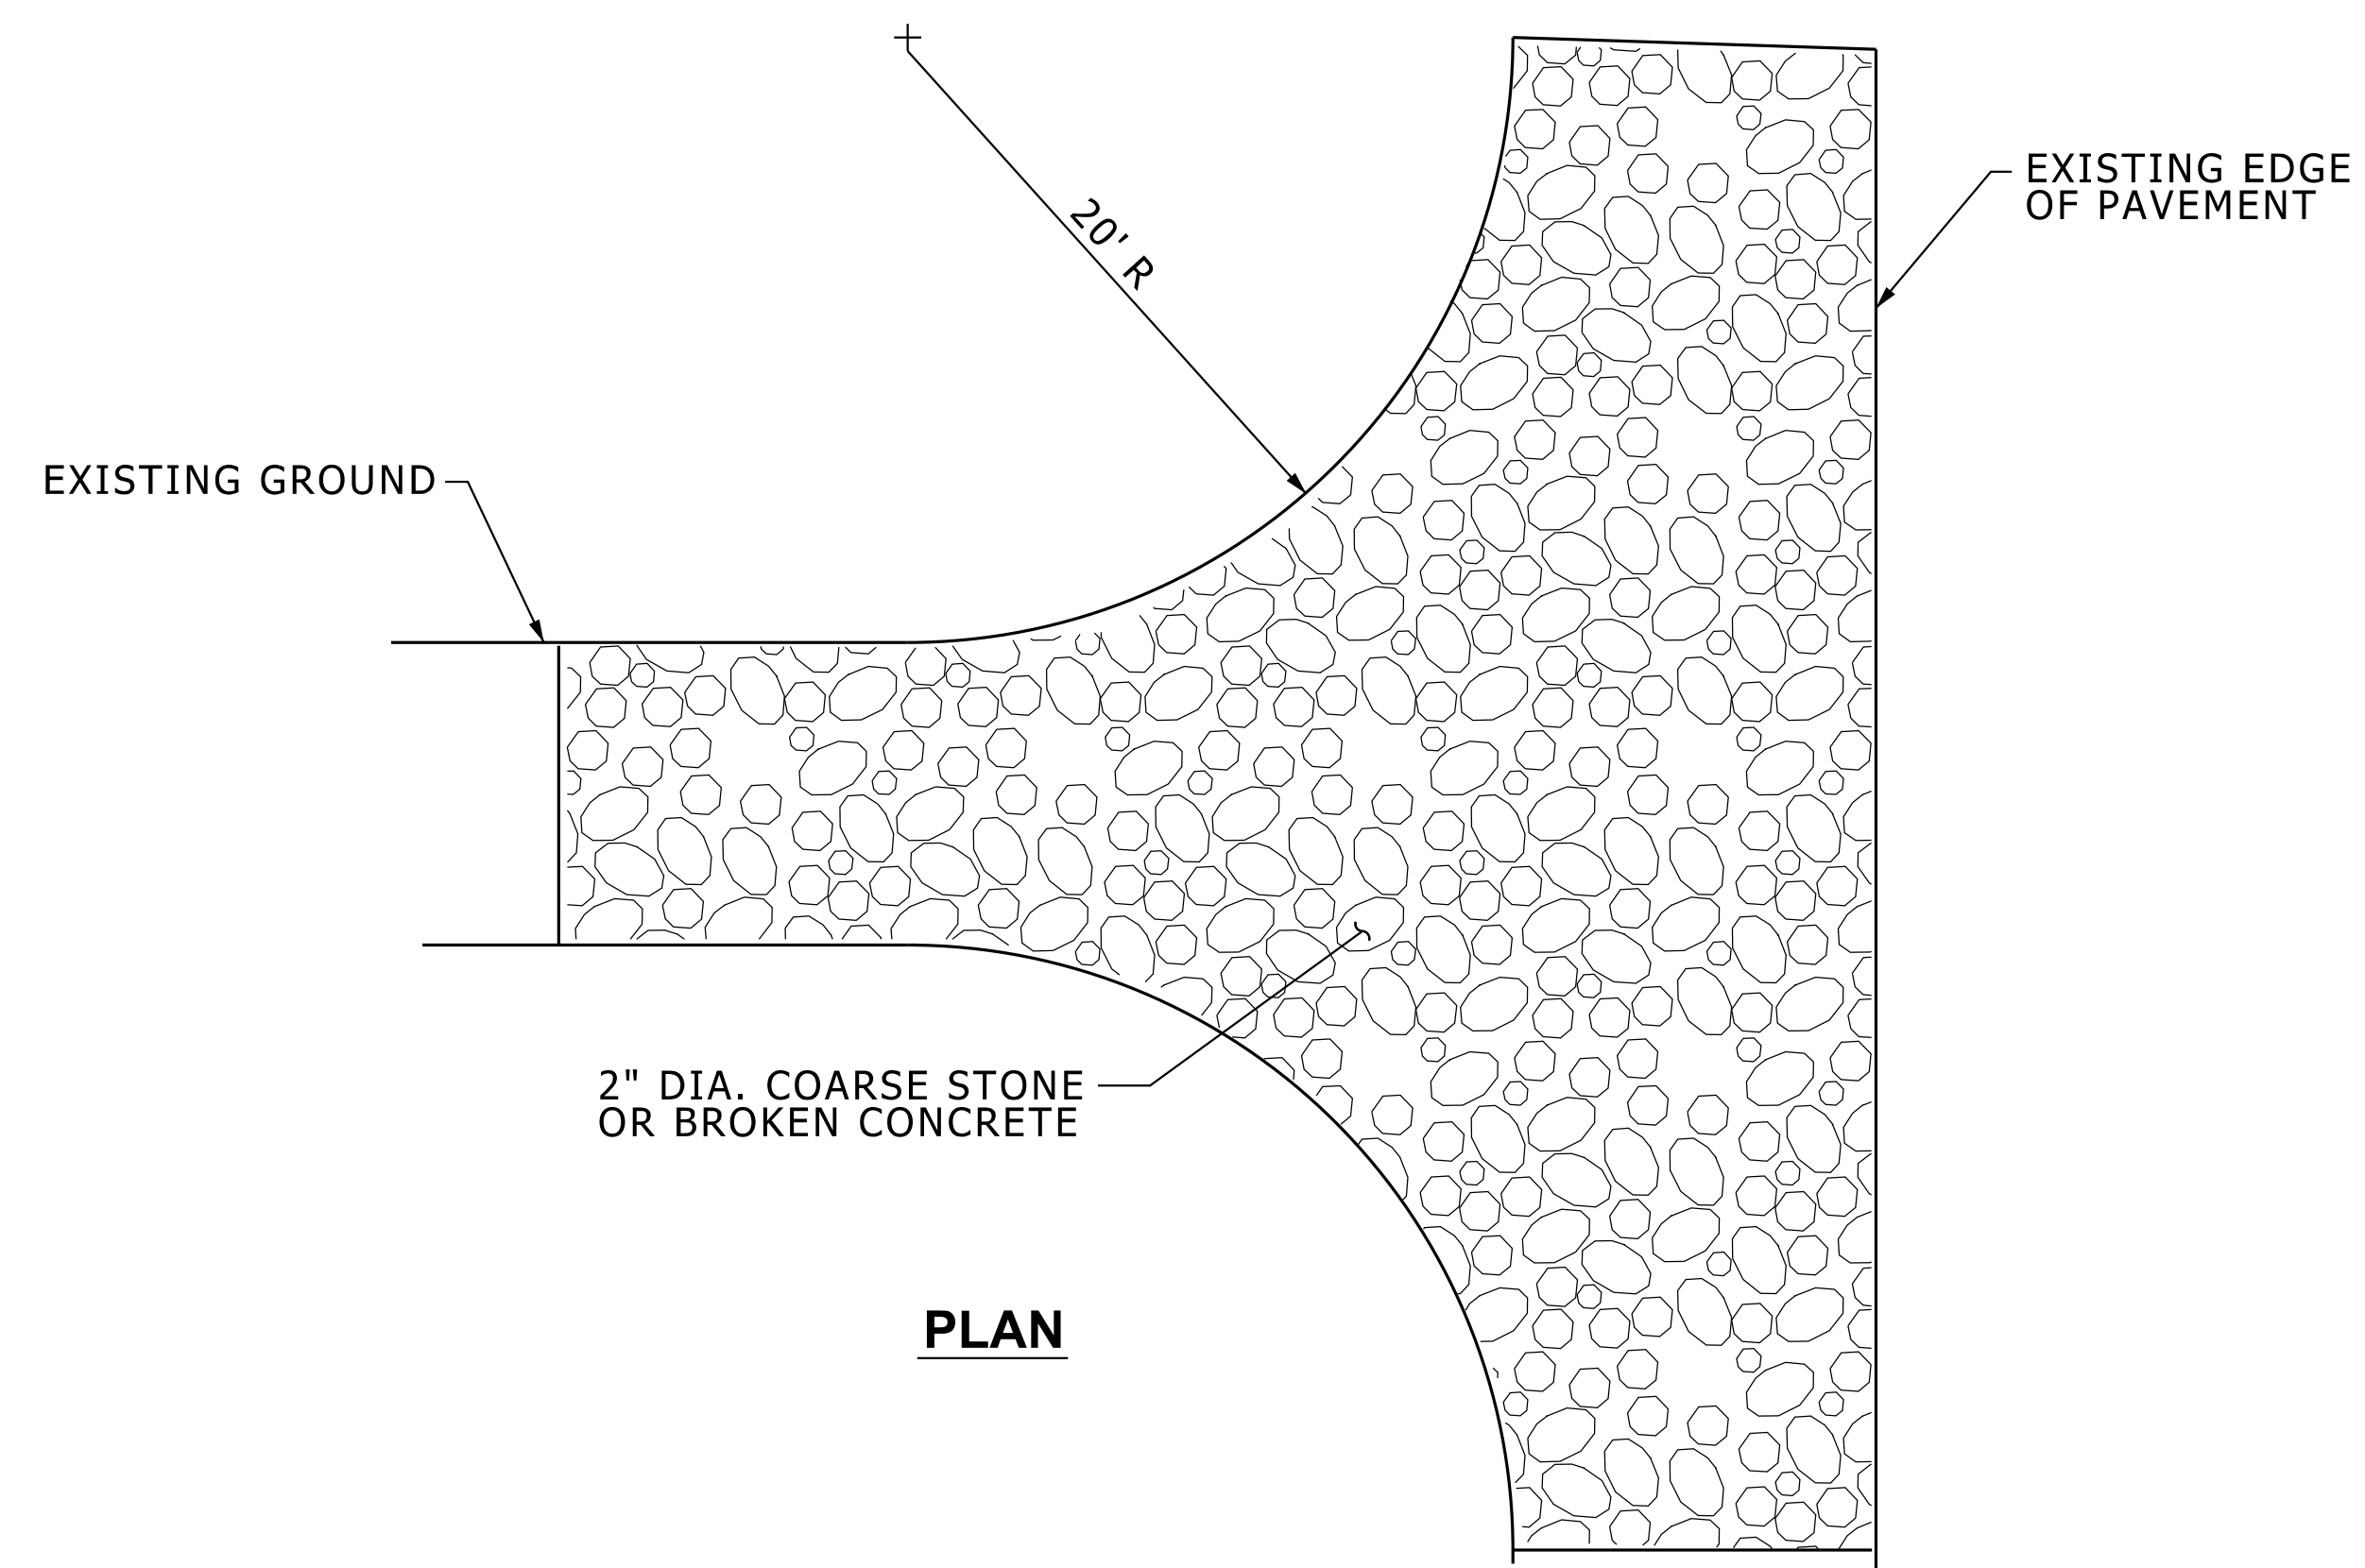 20' R
EXISTING EDGE
OF PAVEMENT
EXISTING GROUND
2" DIA. COARSE STONE
OR BROKEN CONCRETE
PLAN